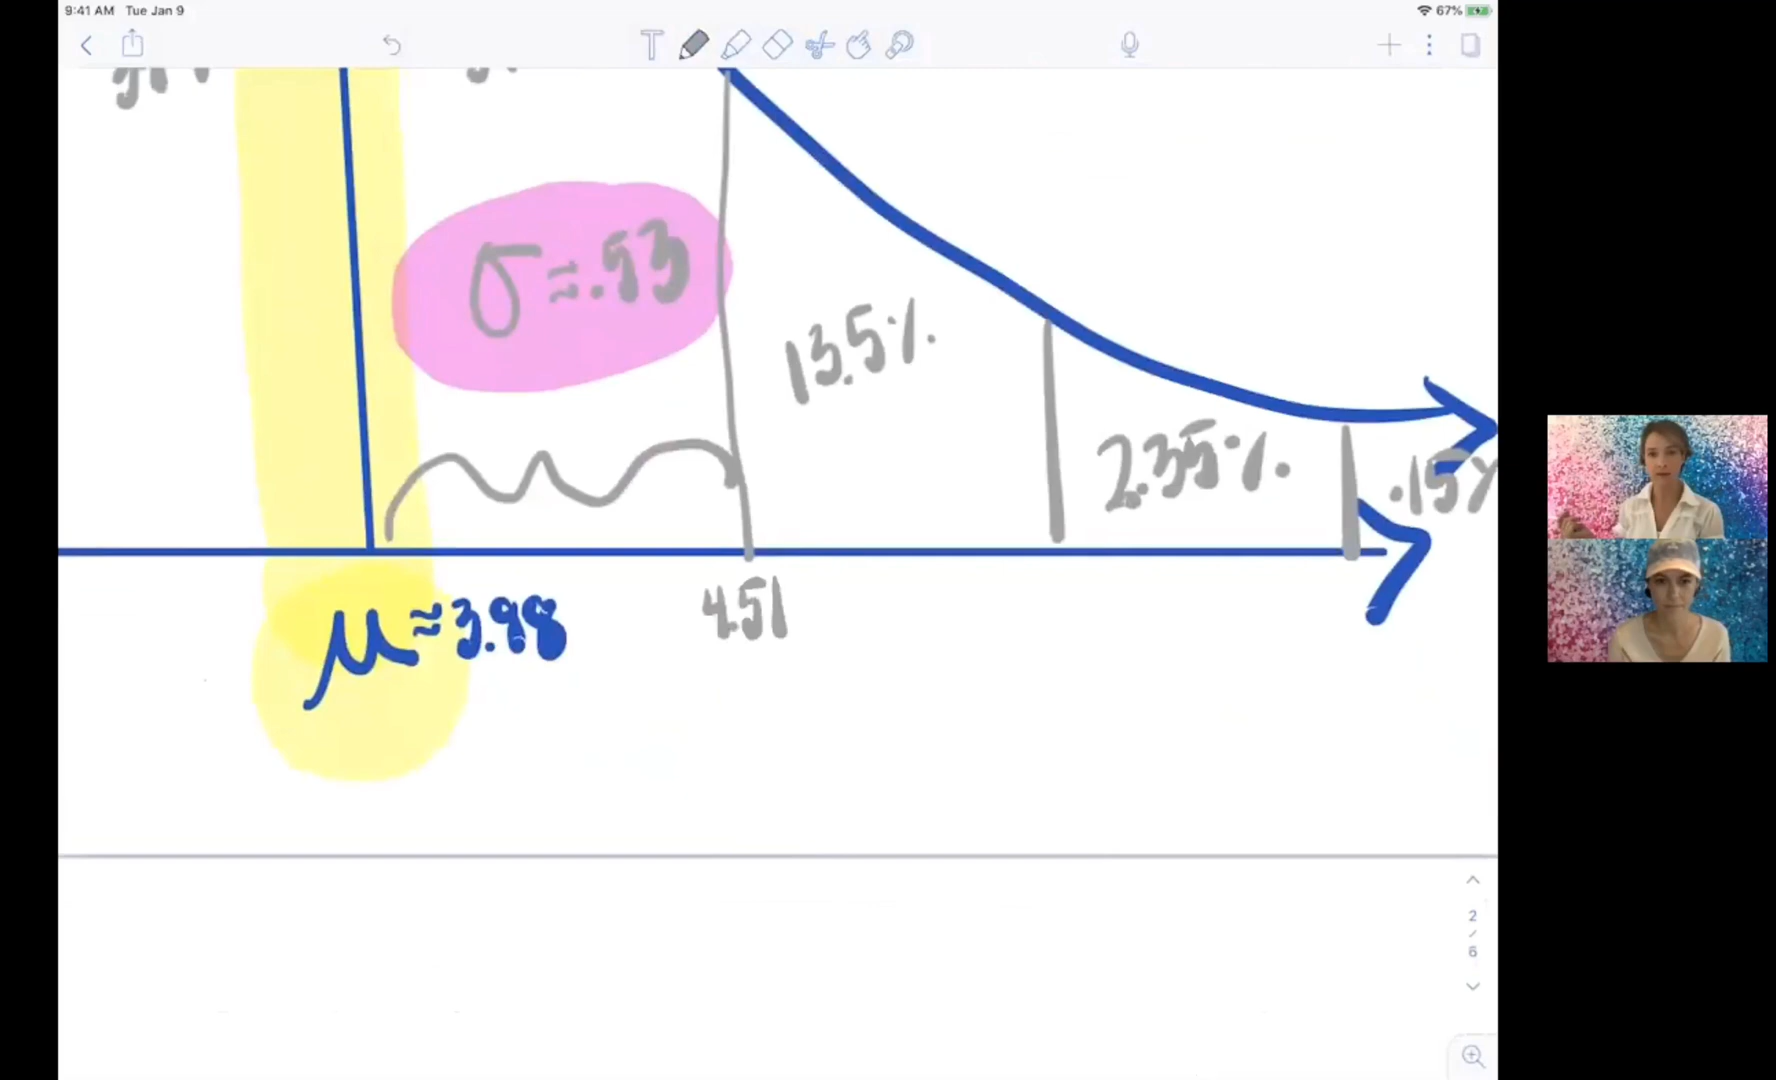 9:41 AM Tue Jan 9
67%
T
σ≈.53
13.5%
2.35%
.15%
μ≈3.98
4.51
2
/
6